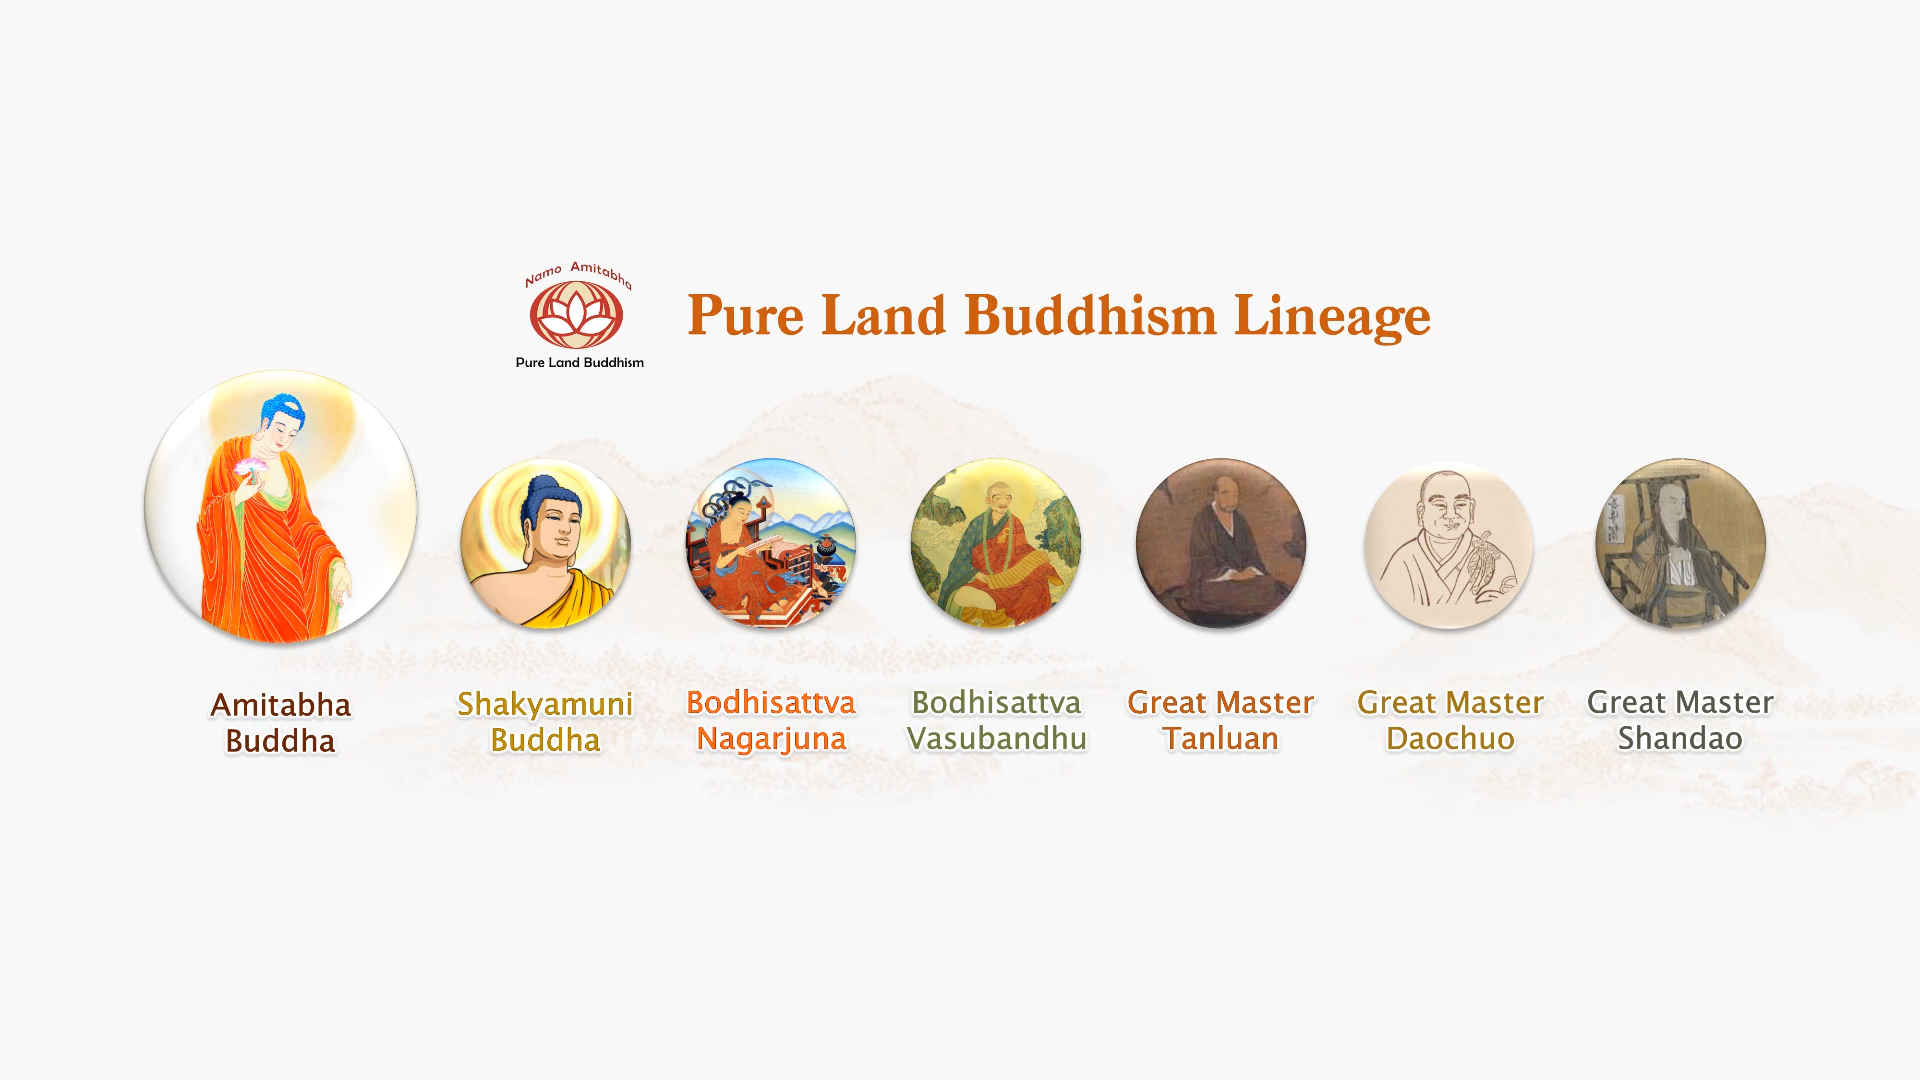 Namo Amitabha
Pure Land Buddhism
Pure Land Buddhism Lineage
Amitabha
Buddha
Shakyamuni
Buddha
Bodhisattva
Nagarjuna
Bodhisattva
Vasubandhu
Great Master
Tanluan
Great Master
Daochuo
Great Master
Shandao